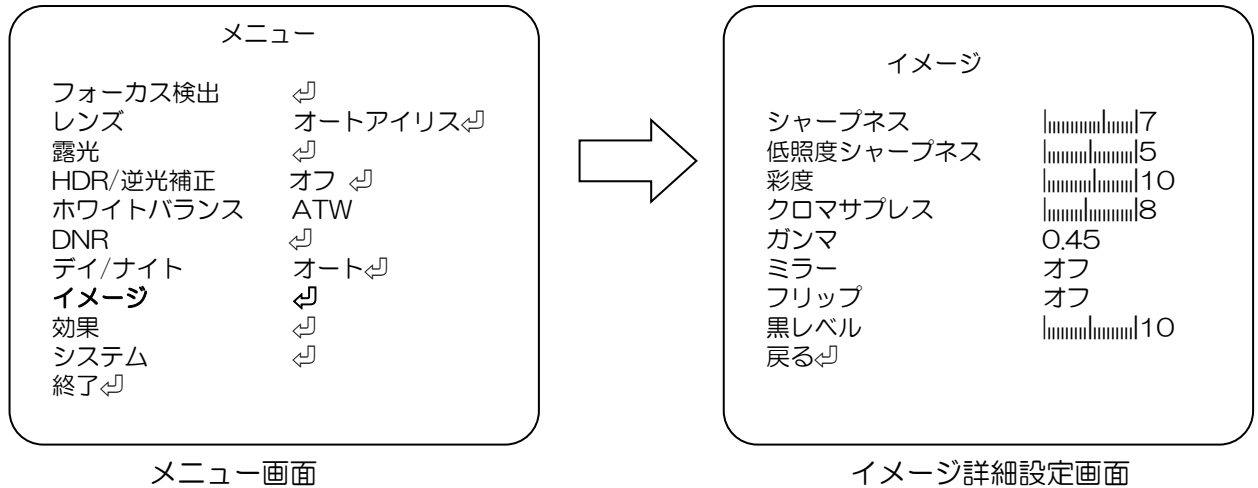 メニュー
フォーカス検出 ⏎
レンズ オートアイリス⏎
露光 ⏎
HDR/逆光補正 オフ ⏎
ホワイトバランス ATW
DNR ⏎
デイ/ナイト オート⏎
イメージ ⏎
効果 ⏎
システム ⏎
終了⏎
メニュー画面
イメージ
シャープネス 7
低照度シャープネス 5
彩度 10
クロマサプレス 8
ガンマ 0.45
ミラー オフ
フリップ オフ
黒レベル 10
戻る⏎
イメージ詳細設定画面